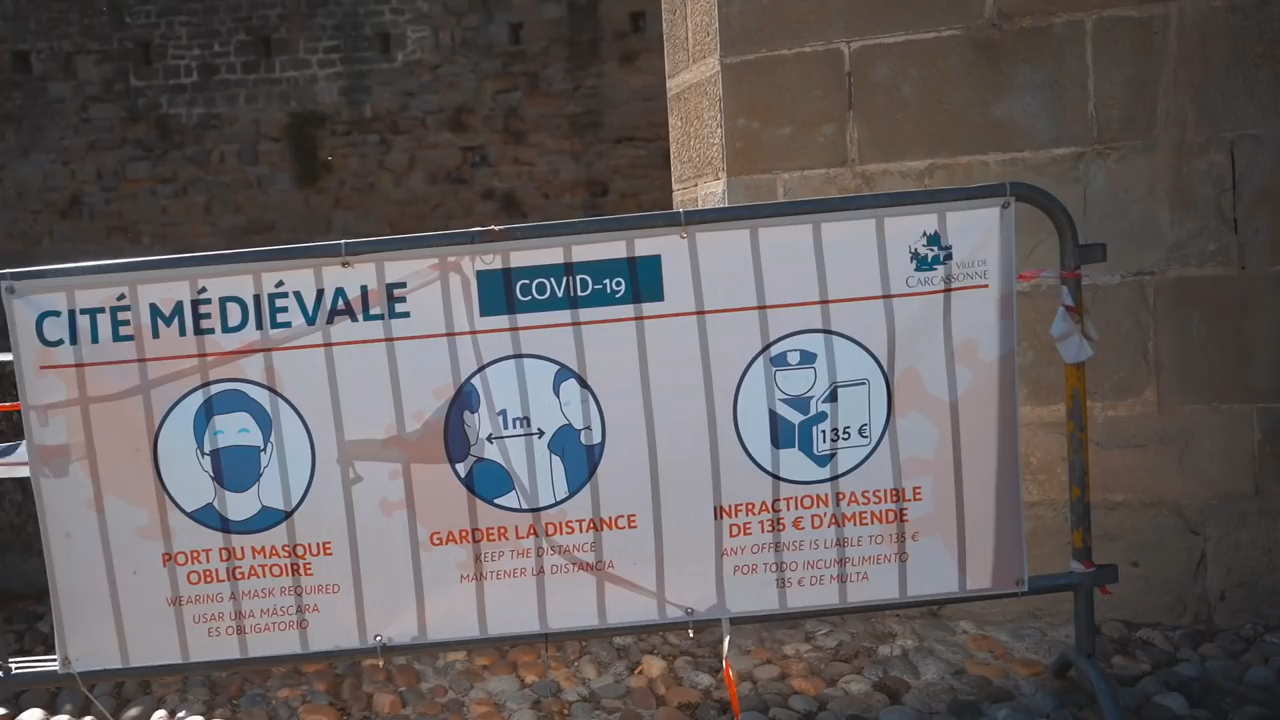 CITÉ MÉDIÉVALE
COVID-19
VILLE DE
CARCASSONNE
PORT DU MASQUE
OBLIGATOIRE
WEARING A MASK REQUIRED
USAR UNA MÁSCARA
ES OBLIGATORIO
1m
GARDER LA DISTANCE
KEEP THE DISTANCE
MANTENER LA DISTANCIA
135 €
INFRACTION PASSIBLE
DE 135 € D'AMENDE
ANY OFFENSE IS LIABLE TO 135 €
POR TODO INCUMPLIMIENTO
135 € DE MULTA